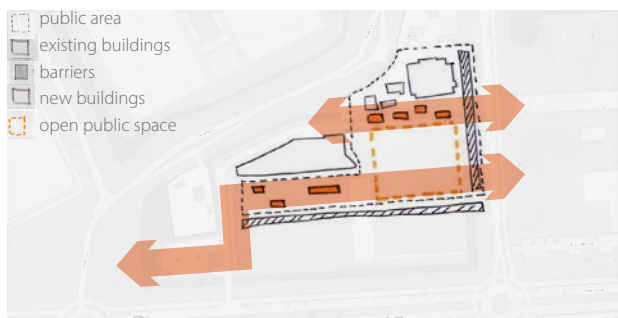 public area
existing buildings
barriers
new buildings
open public space